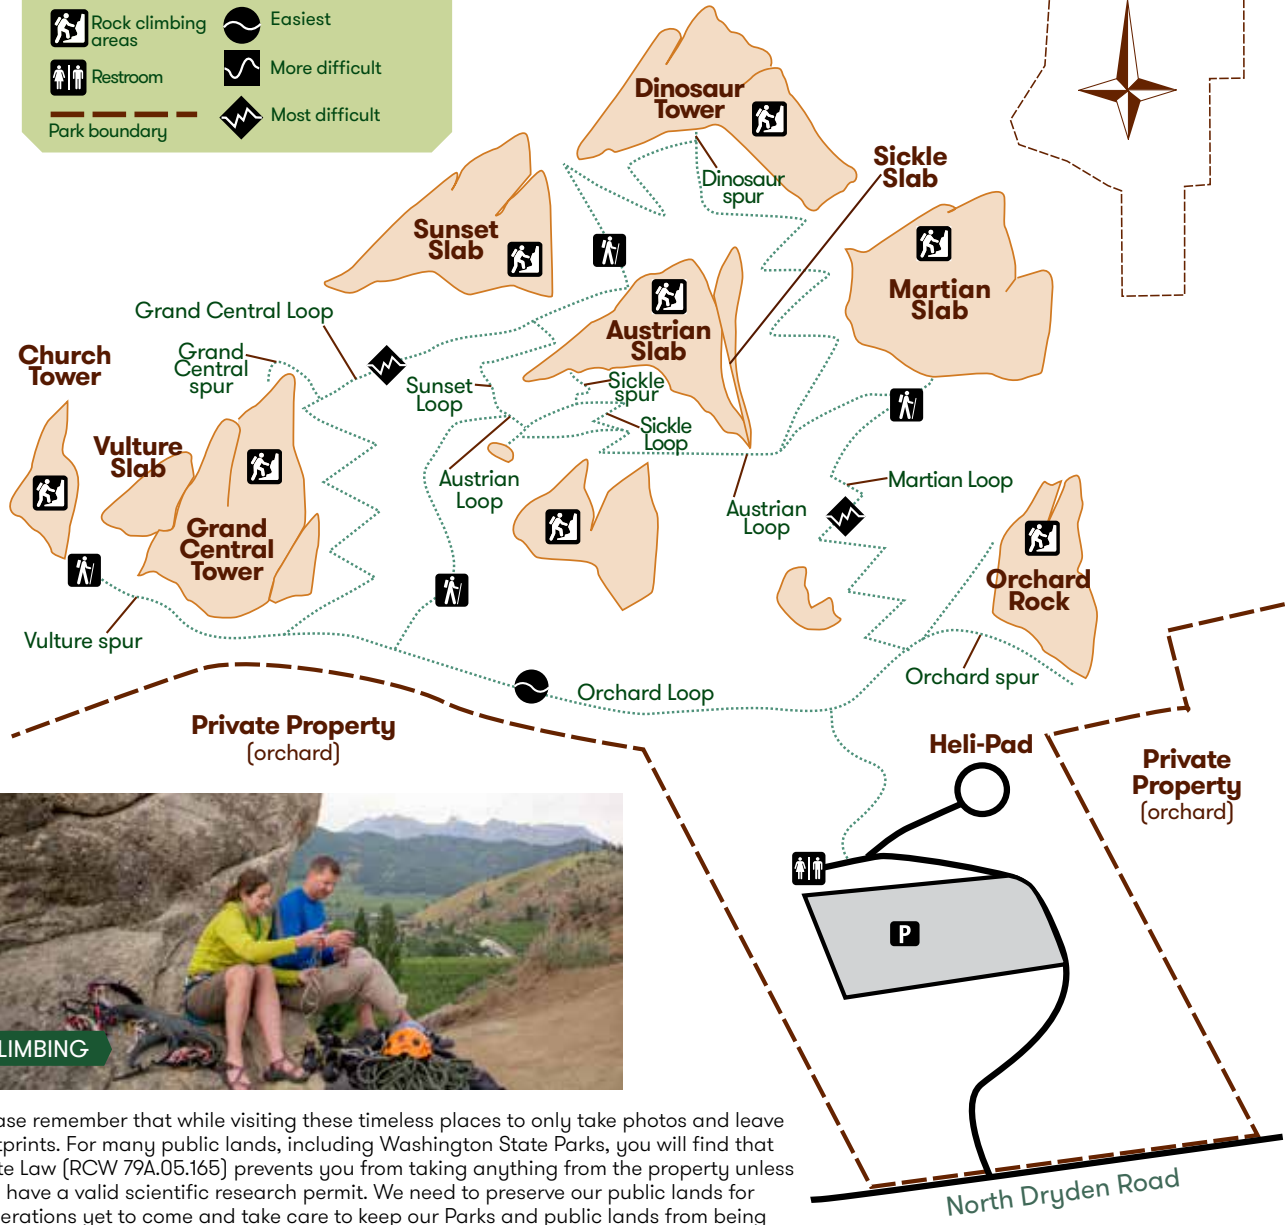 Rock climbing
areas
Restroom
Park boundary
Easiest
More difficult
Most difficult
Dinosaur
Tower
Dinosaur
spur
Sickle
Slab
Sunset
Slab
Martian
Slab
Austrian
Slab
Grand Central Loop
Grand
Central
spur
Church
Tower
Sunset
Loop
Sickle
spur
Sickle
Loop
Vulture
Slab
Austrian
Loop
Austrian
Loop
Martian Loop
Grand
Central
Tower
Orchard
Rock
Vulture spur
Orchard spur
Orchard Loop
Private Property
(orchard)
Heli-Pad
Private
Property
(orchard)
P
LIMBING
ase remember that while visiting these timeless places to only take photos and leave
tprints. For many public lands, including Washington State Parks, you will find that
te Law (RCW 79A.05.165) prevents you from taking anything from the property unless
have a valid scientific research permit. We need to preserve our public lands for
erations yet to come and take care to keep our Parks and public lands from being
North Dryden Road